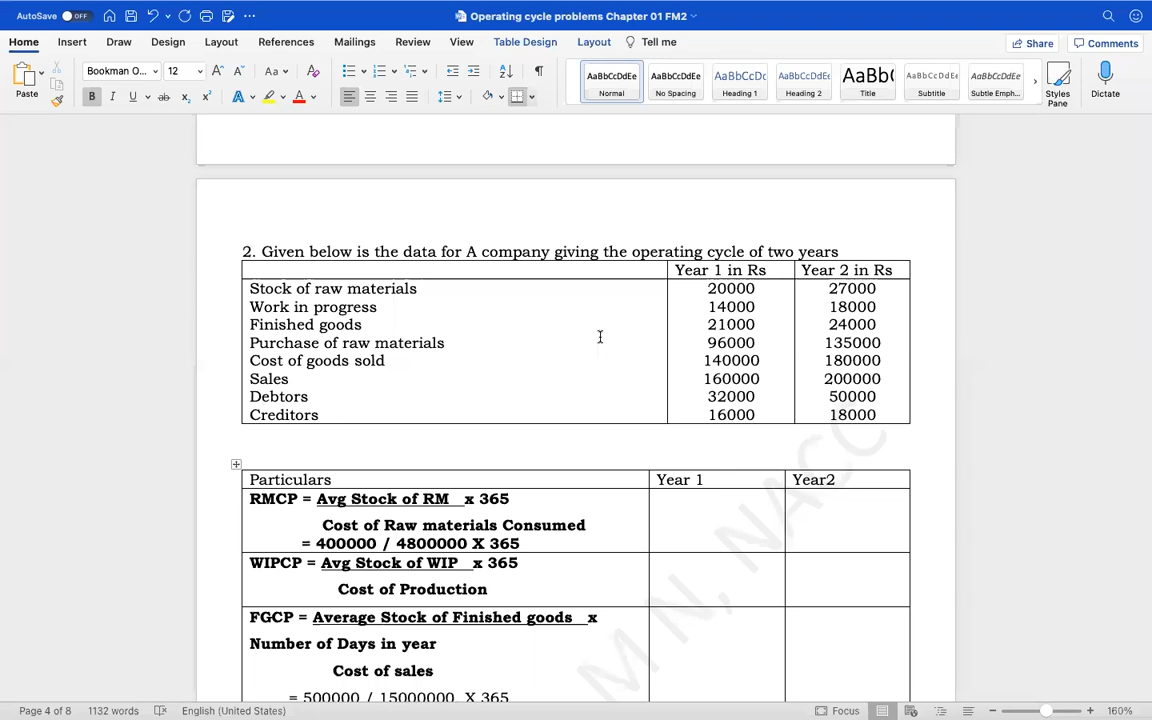 AutoSave OFF
Operating cycle problems Chapter 01 FM2
Home Insert Draw Design Layout References Mailings Review View Table Design Layout Tell me Share Comments
Paste Bookman O... 12 Aa Normal No Spacing Heading 1 Heading 2 Title Subtitle Subtle Emph... Styles Pane Dictate
2. Given below is the data for A company giving the operating cycle of two years
Year 1 in Rs Year 2 in Rs
Stock of raw materials 20000 27000
Work in progress 14000 18000
Finished goods 21000 24000
Purchase of raw materials 96000 135000
Cost of goods sold 140000 180000
Sales 160000 200000
Debtors 32000 50000
Creditors 16000 18000
Particulars Year 1 Year2
RMCP = Avg Stock of RM x 365
Cost of Raw materials Consumed
= 400000 / 4800000 X 365
WIPCP = Avg Stock of WIP x 365
Cost of Production
FGCP = Average Stock of Finished goods x
Number of Days in year
Cost of sales
= 500000 / 15000000 X 365
M N, NACC
Page 4 of 8 1132 words English (United States) Focus 160%